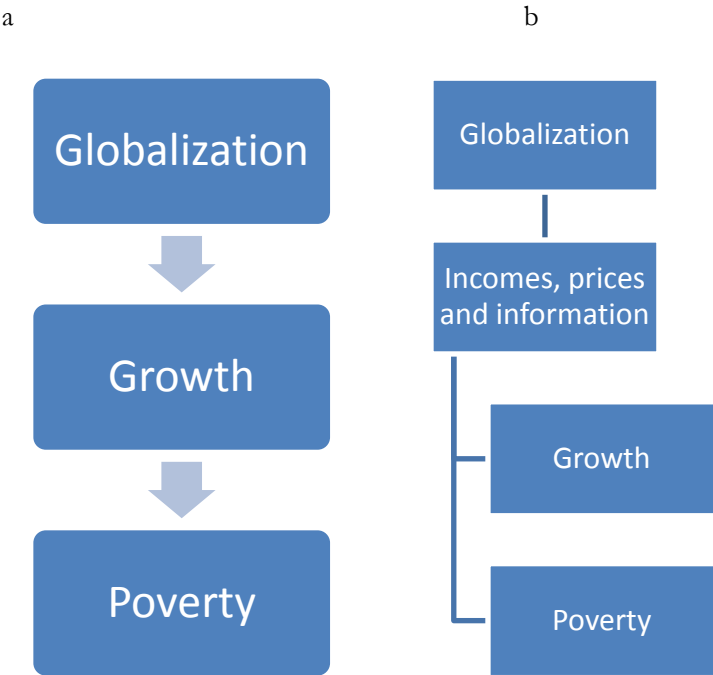 a
Globalization
Growth
Poverty
b
Globalization
Incomes, prices
and information
Growth
Poverty